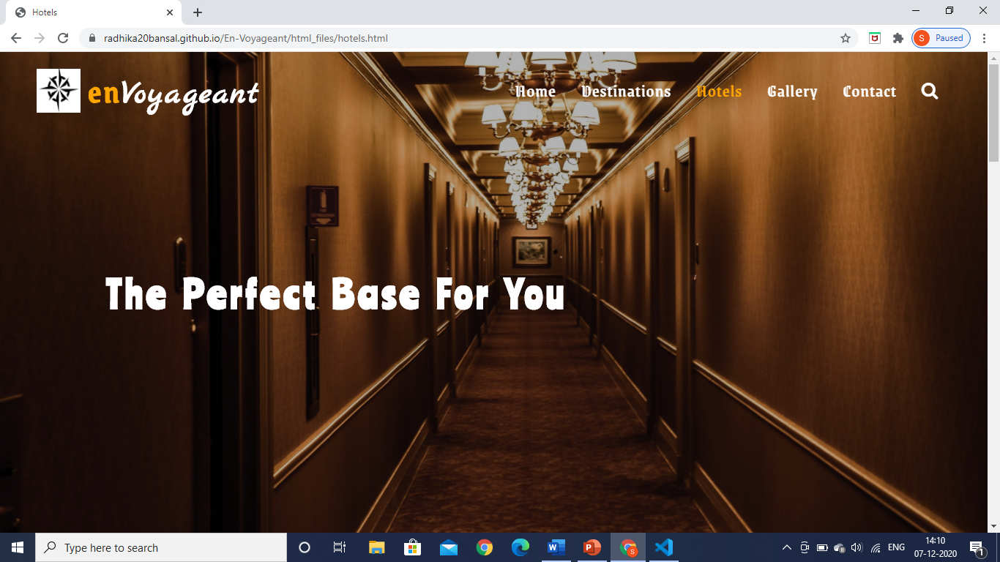 Hotels
radhika20bansal.github.io/En-Voyageant/html_files/hotels.html
S Paused
enVoyageant
Home Destinations Hotels Gallery Contact
The Perfect Base For You
Type here to search
ENG
14:10
07-12-2020
1